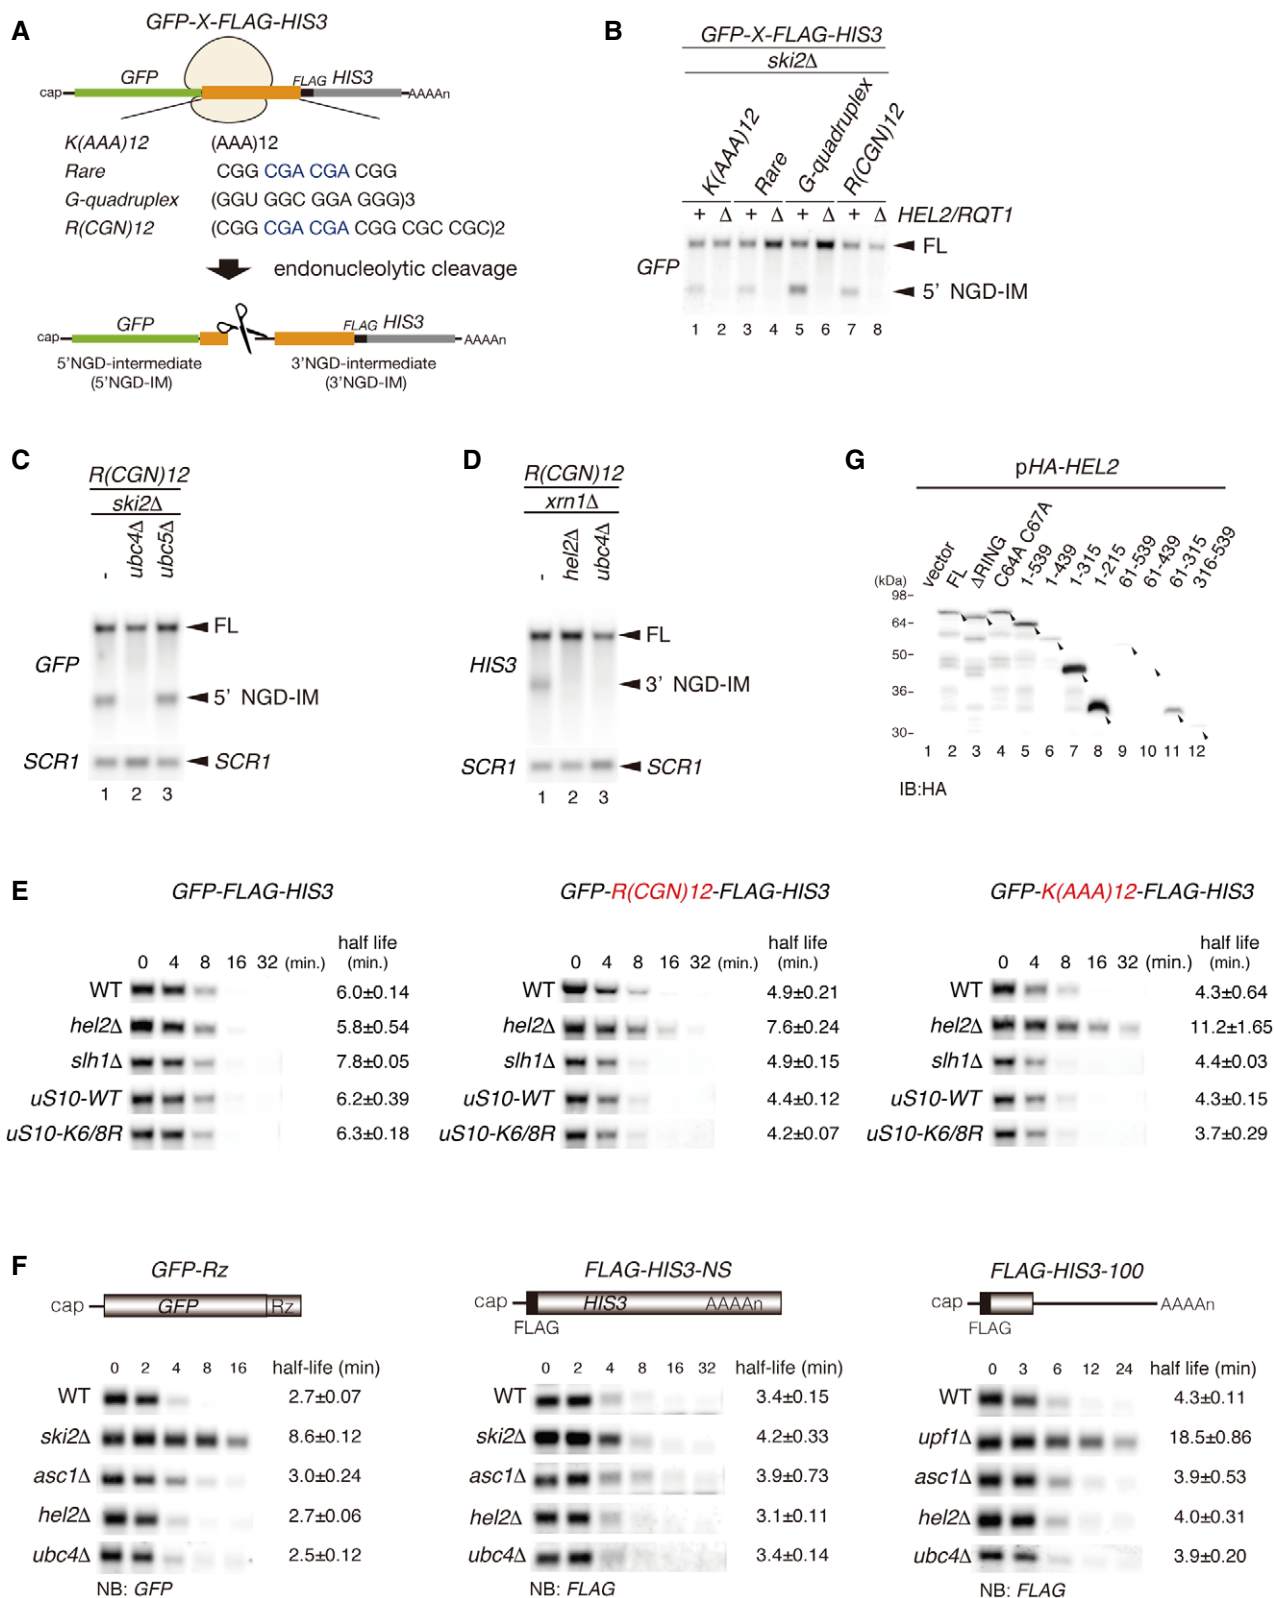 A
GFP-X-FLAG-HIS3
GFP
FLAG HIS3
cap
AAAAn
K(AAA)12 (AAA)12
Rare CGG CGA CGA CGG
G-quadruplex (GGU GGC GGA GGG)3
R(CGN)12 (CGG CGA CGA CGG CGC CGC)2
endonucleolytic cleavage
GFP
FLAG HIS3
cap
AAAAn
5'NGD-intermediate
(5'NGD-IM)
3'NGD-intermediate
(3'NGD-IM)
B
GFP-X-FLAG-HIS3
ski2Δ
K(AAA)12 Rare G-quadruplex R(CGN)12
+ Δ + Δ + Δ + Δ HEL2/RQT1
GFP
FL
5' NGD-IM
1 2 3 4 5 6 7 8
C
R(CGN)12
ski2Δ
- ubc4Δ ubc5Δ
GFP
FL
5' NGD-IM
SCR1 SCR1
1 2 3
D
R(CGN)12
xrn1Δ
- hel2Δ ubc4Δ
HIS3
FL
3' NGD-IM
SCR1 SCR1
1 2 3
G
pHA-HEL2
vector FL ΔRING C64A C67A 1-539 1-439 1-315 1-215 61-539 61-439 61-315 316-539
(kDa)
98-
64-
50-
36-
30-
1 2 3 4 5 6 7 8 9 10 11 12
IB:HA
E
GFP-FLAG-HIS3
half life
0 4 8 16 32 (min.) (min.)
WT 6.0±0.14
hel2Δ 5.8±0.54
slh1Δ 7.8±0.05
uS10-WT 6.2±0.39
uS10-K6/8R 6.3±0.18
GFP-R(CGN)12-FLAG-HIS3
half life
0 4 8 16 32 (min.) (min.)
WT 4.9±0.21
hel2Δ 7.6±0.24
slh1Δ 4.9±0.15
uS10-WT 4.4±0.12
uS10-K6/8R 4.2±0.07
GFP-K(AAA)12-FLAG-HIS3
half life
0 4 8 16 32 (min.) (min.)
WT 4.3±0.64
hel2Δ 11.2±1.65
slh1Δ 4.4±0.03
uS10-WT 4.3±0.15
uS10-K6/8R 3.7±0.29
F
GFP-Rz
cap GFP Rz
0 2 4 8 16 half-life (min)
WT 2.7±0.07
ski2Δ 8.6±0.12
asc1Δ 3.0±0.24
hel2Δ 2.7±0.06
ubc4Δ 2.5±0.12
NB: GFP
FLAG-HIS3-NS
cap HIS3 AAAAn
FLAG
0 2 4 8 16 32 half-life (min)
WT 3.4±0.15
ski2Δ 4.2±0.33
asc1Δ 3.9±0.73
hel2Δ 3.1±0.11
ubc4Δ 3.4±0.14
NB: FLAG
FLAG-HIS3-100
cap AAAAn
FLAG
0 3 6 12 24 half life (min)
WT 4.3±0.11
upf1Δ 18.5±0.86
asc1Δ 3.9±0.53
hel2Δ 4.0±0.31
ubc4Δ 3.9±0.20
NB: FLAG